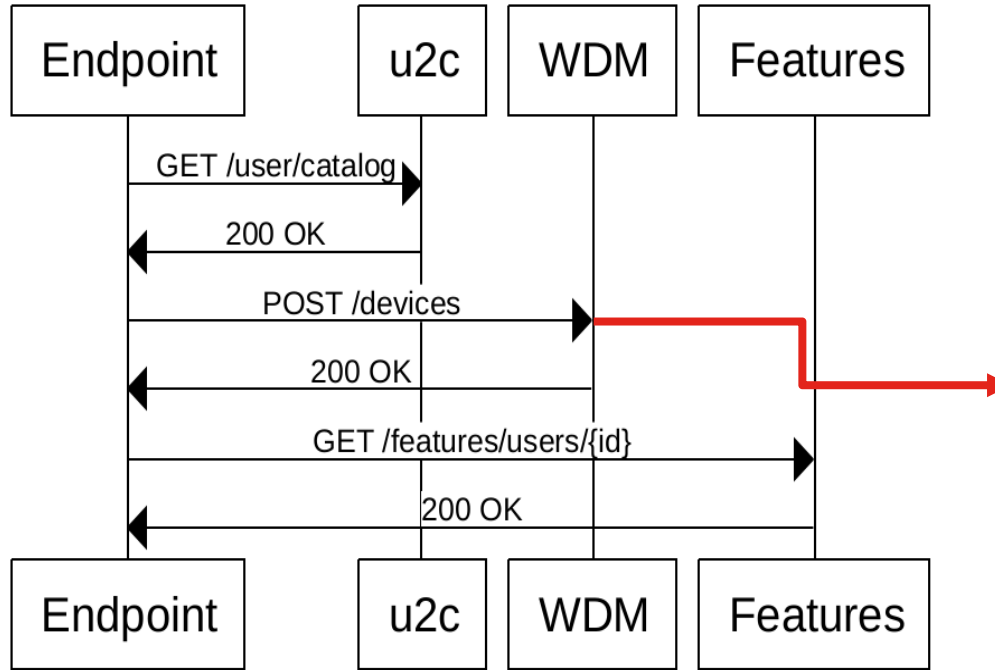 Endpoint u2c WDM Features
GET /user/catalog
200 OK
POST /devices
200 OK
GET /features/users/{id}
200 OK
Endpoint u2c WDM Features